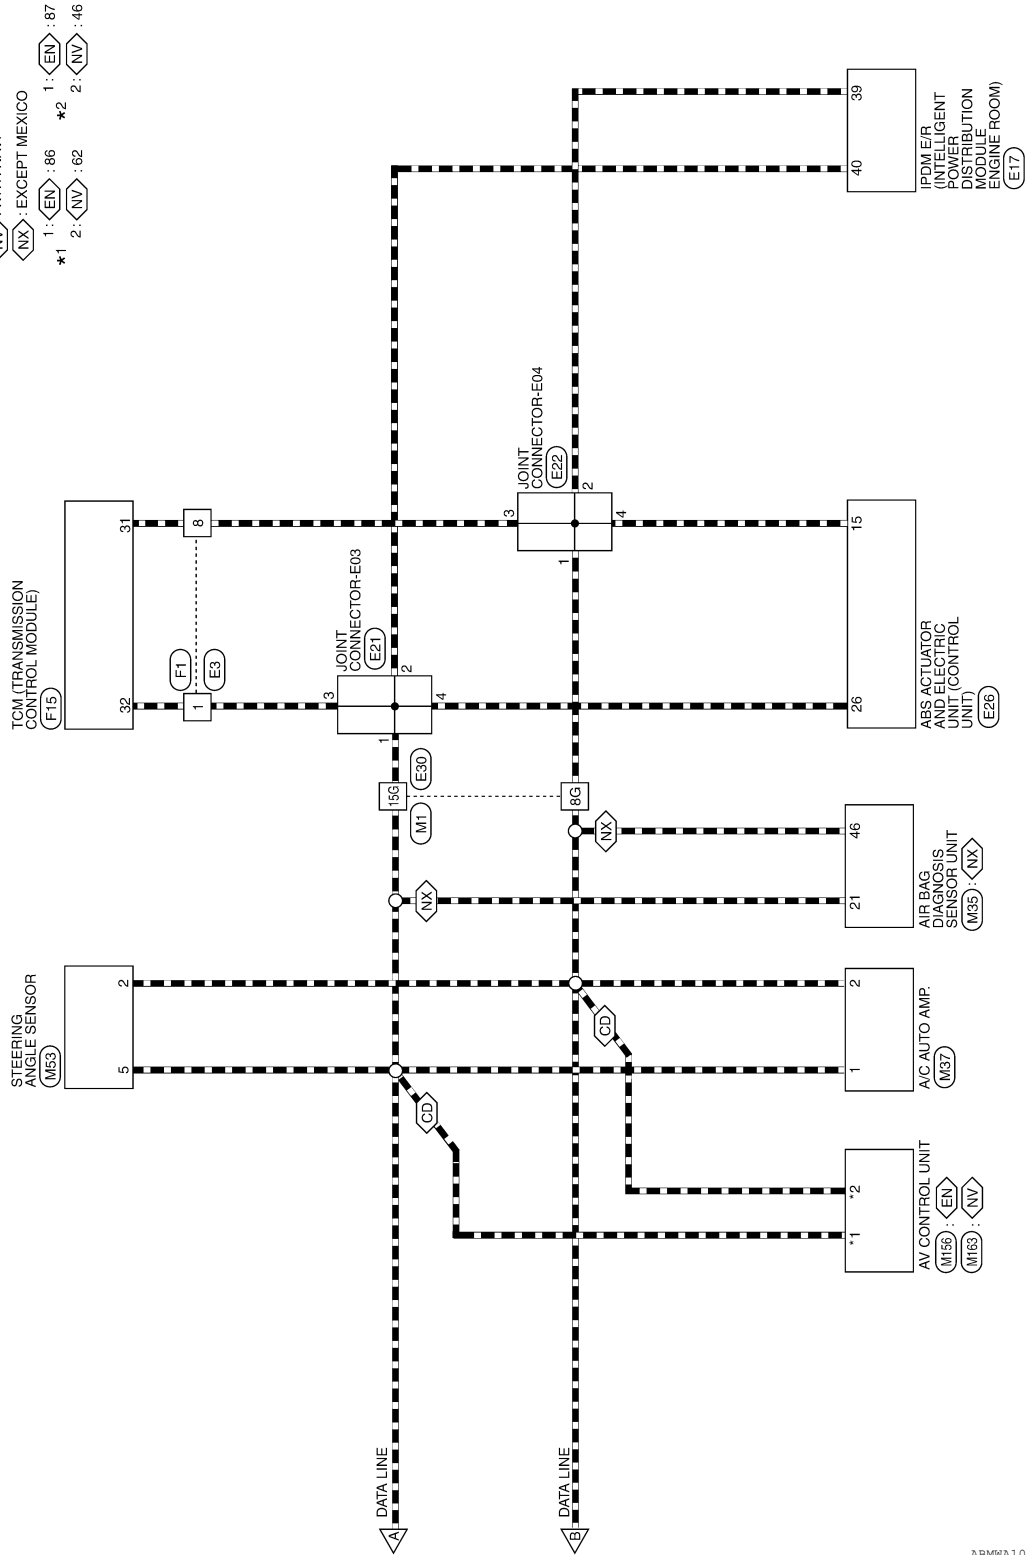 NX : EXCEPT MEXICO
*1 1: EN : 86
2: NV : 62
*2 1: EN : 87
2: NV : 46
TCM (TRANSMISSION
CONTROL MODULE)
F15
32
31
F1
E3
1
8
STEERING
ANGLE SENSOR
M53
5
2
JOINT
CONNECTOR-E03
E21
1
2
3
4
JOINT
CONNECTOR-E04
E22
1
2
3
4
DATA LINE
A
DATA LINE
B
15G
8G
M1
E30
NX
NX
CD
CD
*1
*2
AV CONTROL UNIT
M156 : EN
M163 : NV
1
2
A/C AUTO AMP.
M37
21
46
AIR BAG
DIAGNOSIS
SENSOR UNIT
M35 : NX
26
15
ABS ACTUATOR
AND ELECTRIC
UNIT (CONTROL
UNIT)
E26
40
39
IPDM E/R
(INTELLIGENT
POWER
DISTRIBUTION
MODULE
ENGINE ROOM)
E17